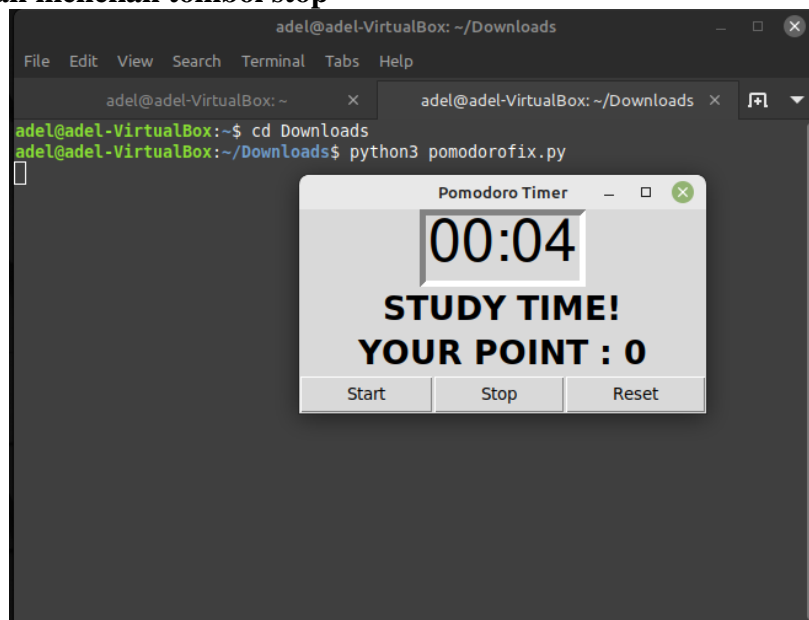 tombol stop
adel@adel-VirtualBox: ~/Downloads
File Edit View Search Terminal Tabs Help
adel@adel-VirtualBox: ~
adel@adel-VirtualBox: ~/Downloads
adel@adel-VirtualBox:~$ cd Downloads
adel@adel-VirtualBox:~/Downloads$ python3 pomodorofix.py
Pomodoro Timer
00:04
STUDY TIME!
YOUR POINT : 0
Start Stop Reset